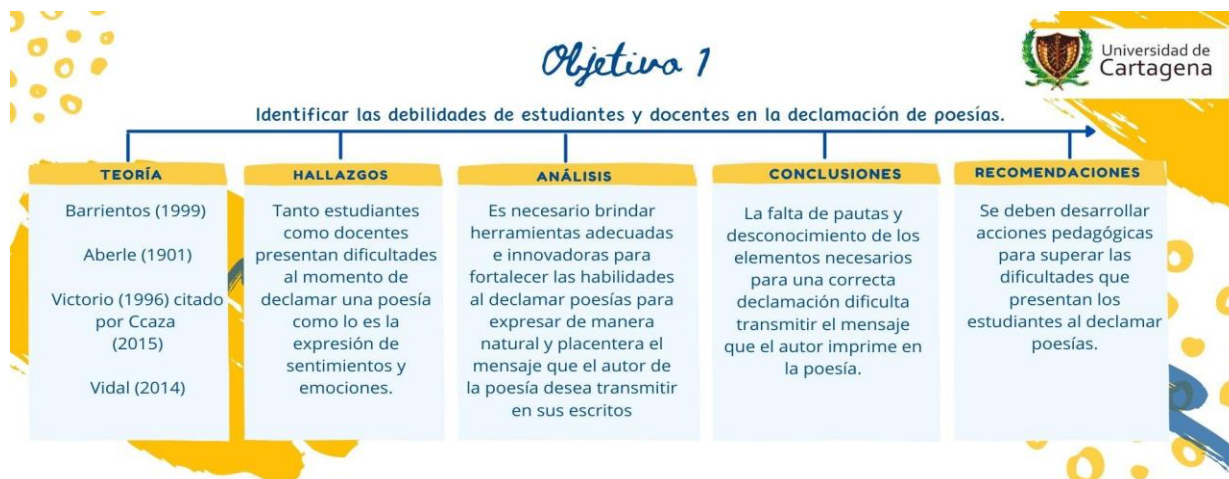 Objetivo 1
Universidad de
Cartagena
Identificar las debilidades de estudiantes y docentes en la declamación de poesías.
TEORÍA
Barrientos (1999)
Aberle (1901)
Victorio (1996) citado
por Ccaza
(2015)
Vidal (2014)
HALLAZGOS
Tanto estudiantes
como docentes
presentan dificultades
al momento de
declamar una poesía
como lo es la
expresión de
sentimientos y
emociones.
ANÁLISIS
Es necesario brindar
herramientas adecuadas
e innovadoras para
fortalecer las habilidades
al declamar poesías para
expresar de manera
natural y placentera el
mensaje que el autor de
la poesía desea transmitir
en sus escritos
CONCLUSIONES
La falta de pautas y
desconocimiento de los
elementos necesarios
para una correcta
declamación dificulta
transmitir el mensaje
que el autor imprime en
la poesía.
RECOMENDACIONES
Se deben desarrollar
acciones pedagógicas
para superar las
dificultades que
presentan los
estudiantes al declamar
poesías.